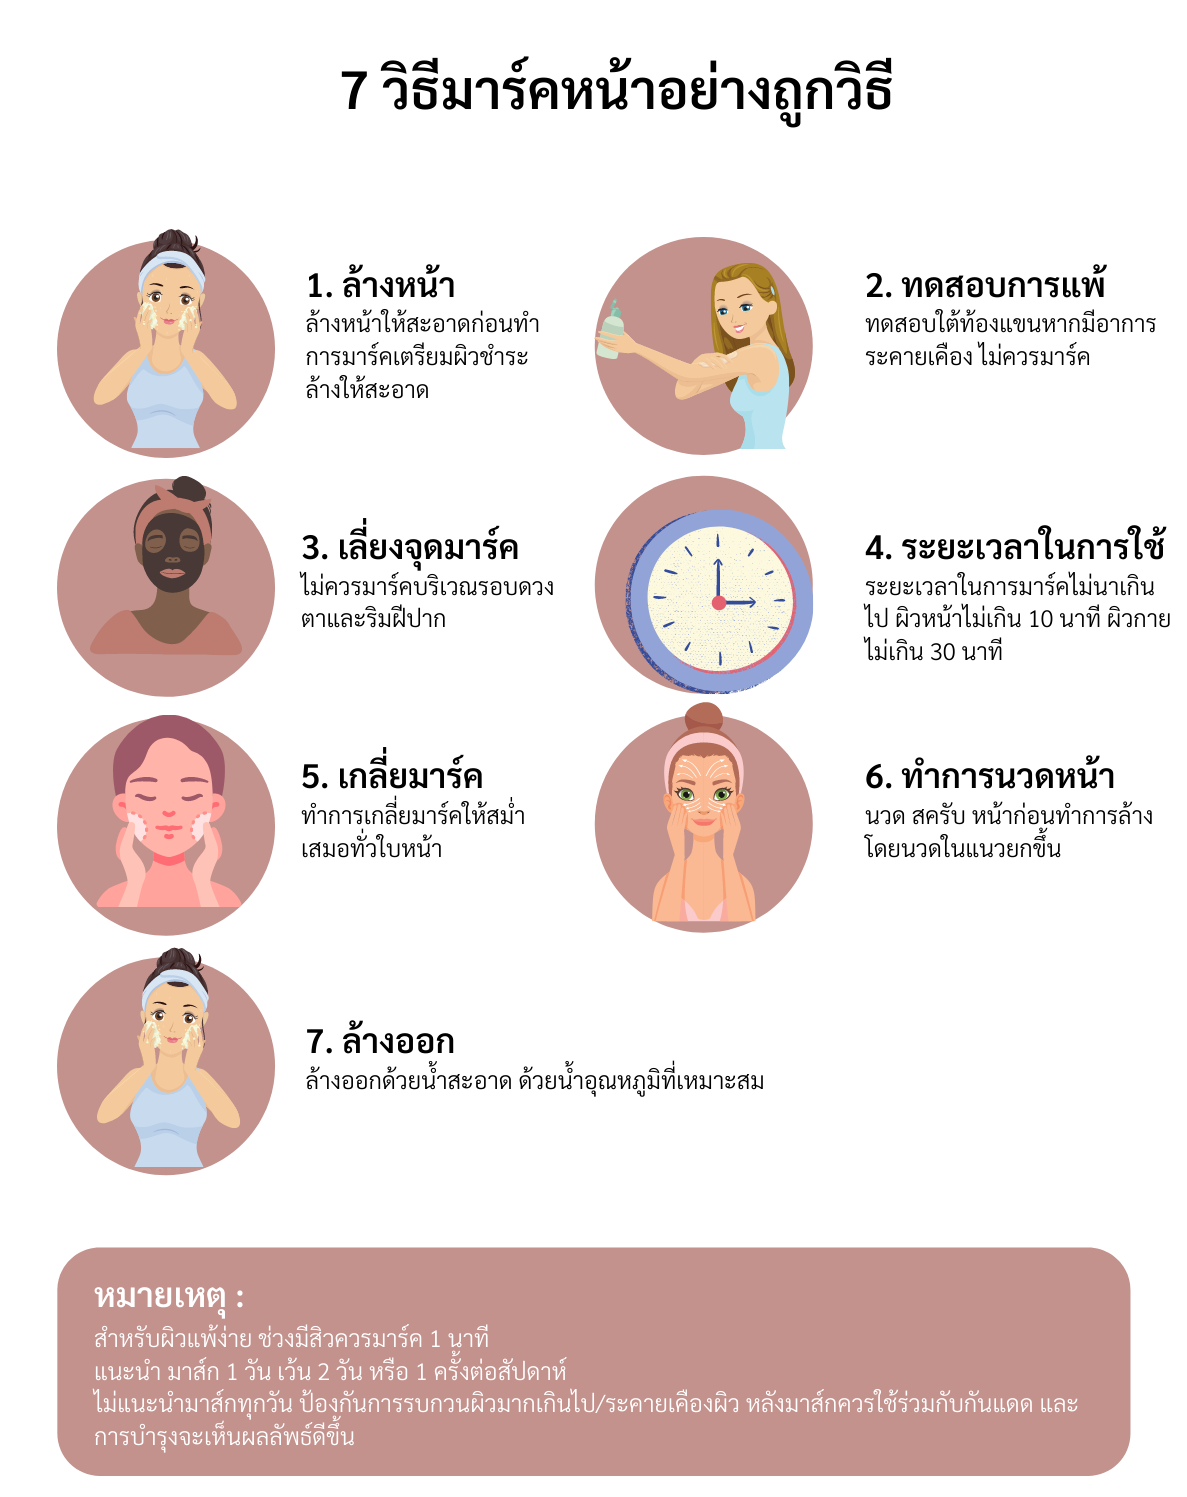 7 วิธีมาร์คหน้าอย่างถูกวิธี
1. ล้างหน้า
ล้างหน้าให้สะอาดก่อนทำ
การมาร์คเตรียมผิวชำระ
ล้างให้สะอาด
2. ทดสอบการแพ้
ทดสอบใต้ท้องแขนหากมีอาการ
ระคายเคือง ไม่ควรมาร์ค
3. เลี่ยงจุดมาร์ค
ไม่ควรมาร์คบริเวณรอบดวง
ตาและริมฝีปาก
4. ระยะเวลาในการใช้
ระยะเวลาในการมาร์คไม่นาเกิน
ไป ผิวหน้าไม่เกิน 10 นาที ผิวกาย
ไม่เกิน 30 นาที
5. เกลี่ยมาร์ค
ทำการเกลี่ยมาร์คให้สม่ำ
เสมอทั่วใบหน้า
6. ทำการนวดหน้า
นวด สครับ หน้าก่อนทำการล้าง
โดยนวดในแนวยกขึ้น
7. ล้างออก
ล้างออกด้วยน้ำสะอาด ด้วยน้ำอุณหภูมิที่เหมาะสม
หมายเหตุ :
สำหรับผิวแพ้ง่าย ช่วงมีสิวควรมาร์ค 1 นาที
แนะนำ มาส์ก 1 วัน เว้น 2 วัน หรือ 1 ครั้งต่อสัปดาห์
ไม่แนะนำมาส์กทุกวัน ป้องกันการรบกวนผิวมากเกินไป/ระคายเคืองผิว หลังมาส์กควรใช้ร่วมกับกันแดด และ
การบำรุงจะเห็นผลลัพธ์ดีขึ้น